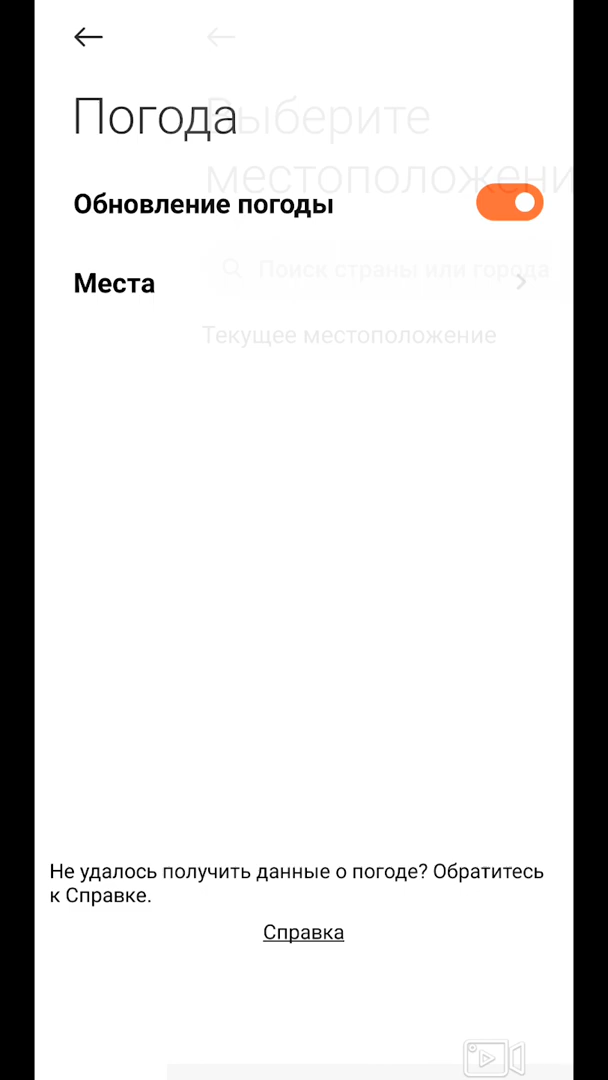 Погода
Выберите
местоположени
Обновление погоды
Поиск страны или города
Места
Текущее местоположение
Не удалось получить данные о погоде? Обратитесь
к Справке.
Справка